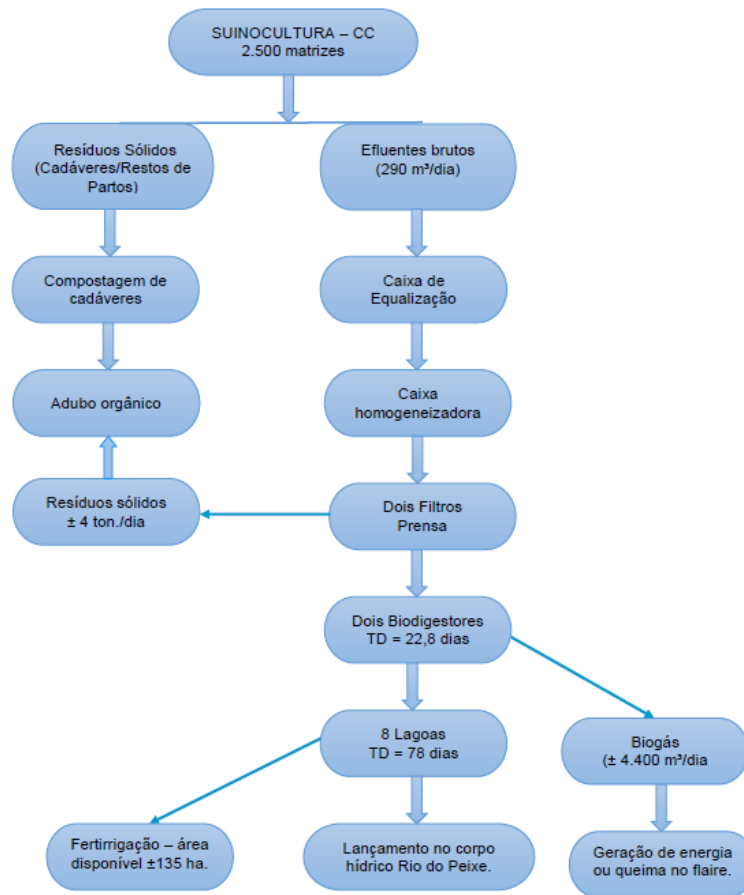 SUINOCULTURA – CC
2.500 matrizes
Resíduos Sólidos
(Cadáveres/Restos de
Partos)
Efluentes brutos
(290 m³/dia)
Compostagem de
cadáveres
Caixa de
Equalização
Adubo orgânico
Caixa
homogeneizadora
Resíduos sólidos
± 4 ton./dia
Dois Filtros
Prensa
Dois Biodigestores
TD = 22,8 dias
8 Lagoas
TD = 78 dias
Biogás
(± 4.400 m³/dia
Fertirrigação – área
disponível ±135 ha.
Lançamento no corpo
hídrico Rio do Peixe.
Geração de energia
ou queima no flaire.